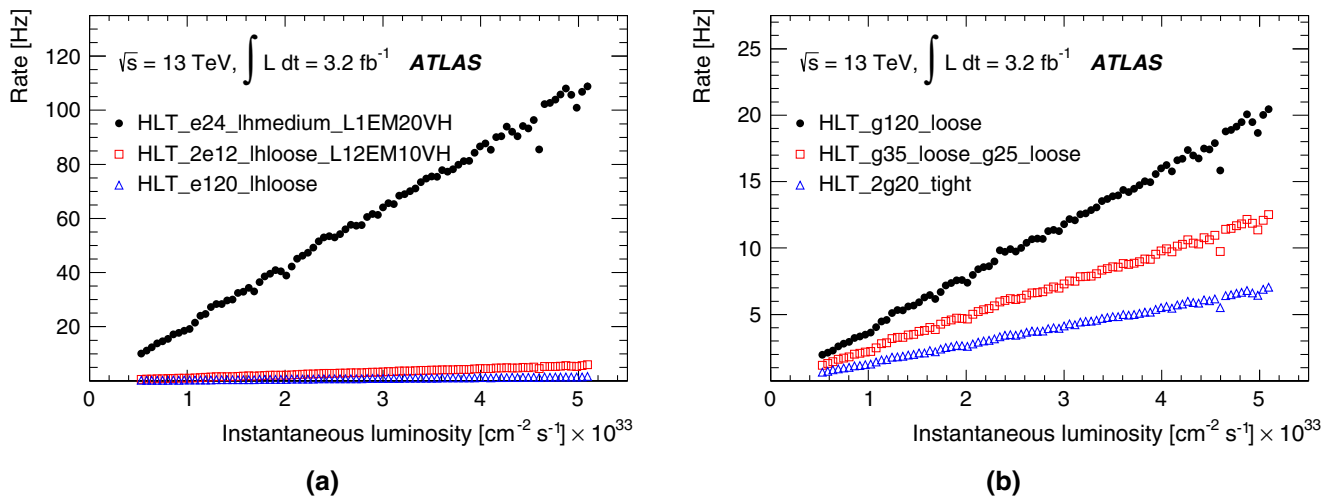 Rate [Hz]
120
100
80
60
40
20
√s = 13 TeV, ∫ L dt = 3.2 fb⁻¹ ATLAS
HLT_e24_lhmedium_L1EM20VH
HLT_2e12_lhloose_L12EM10VH
HLT_e120_lhloose
0 1 2 3 4 5
Instantaneous luminosity [cm⁻² s⁻¹] × 10³³
(a)
Rate [Hz]
25
20
15
10
5
√s = 13 TeV, ∫ L dt = 3.2 fb⁻¹ ATLAS
HLT_g120_loose
HLT_g35_loose_g25_loose
HLT_2g20_tight
0 1 2 3 4 5
Instantaneous luminosity [cm⁻² s⁻¹] × 10³³
(b)